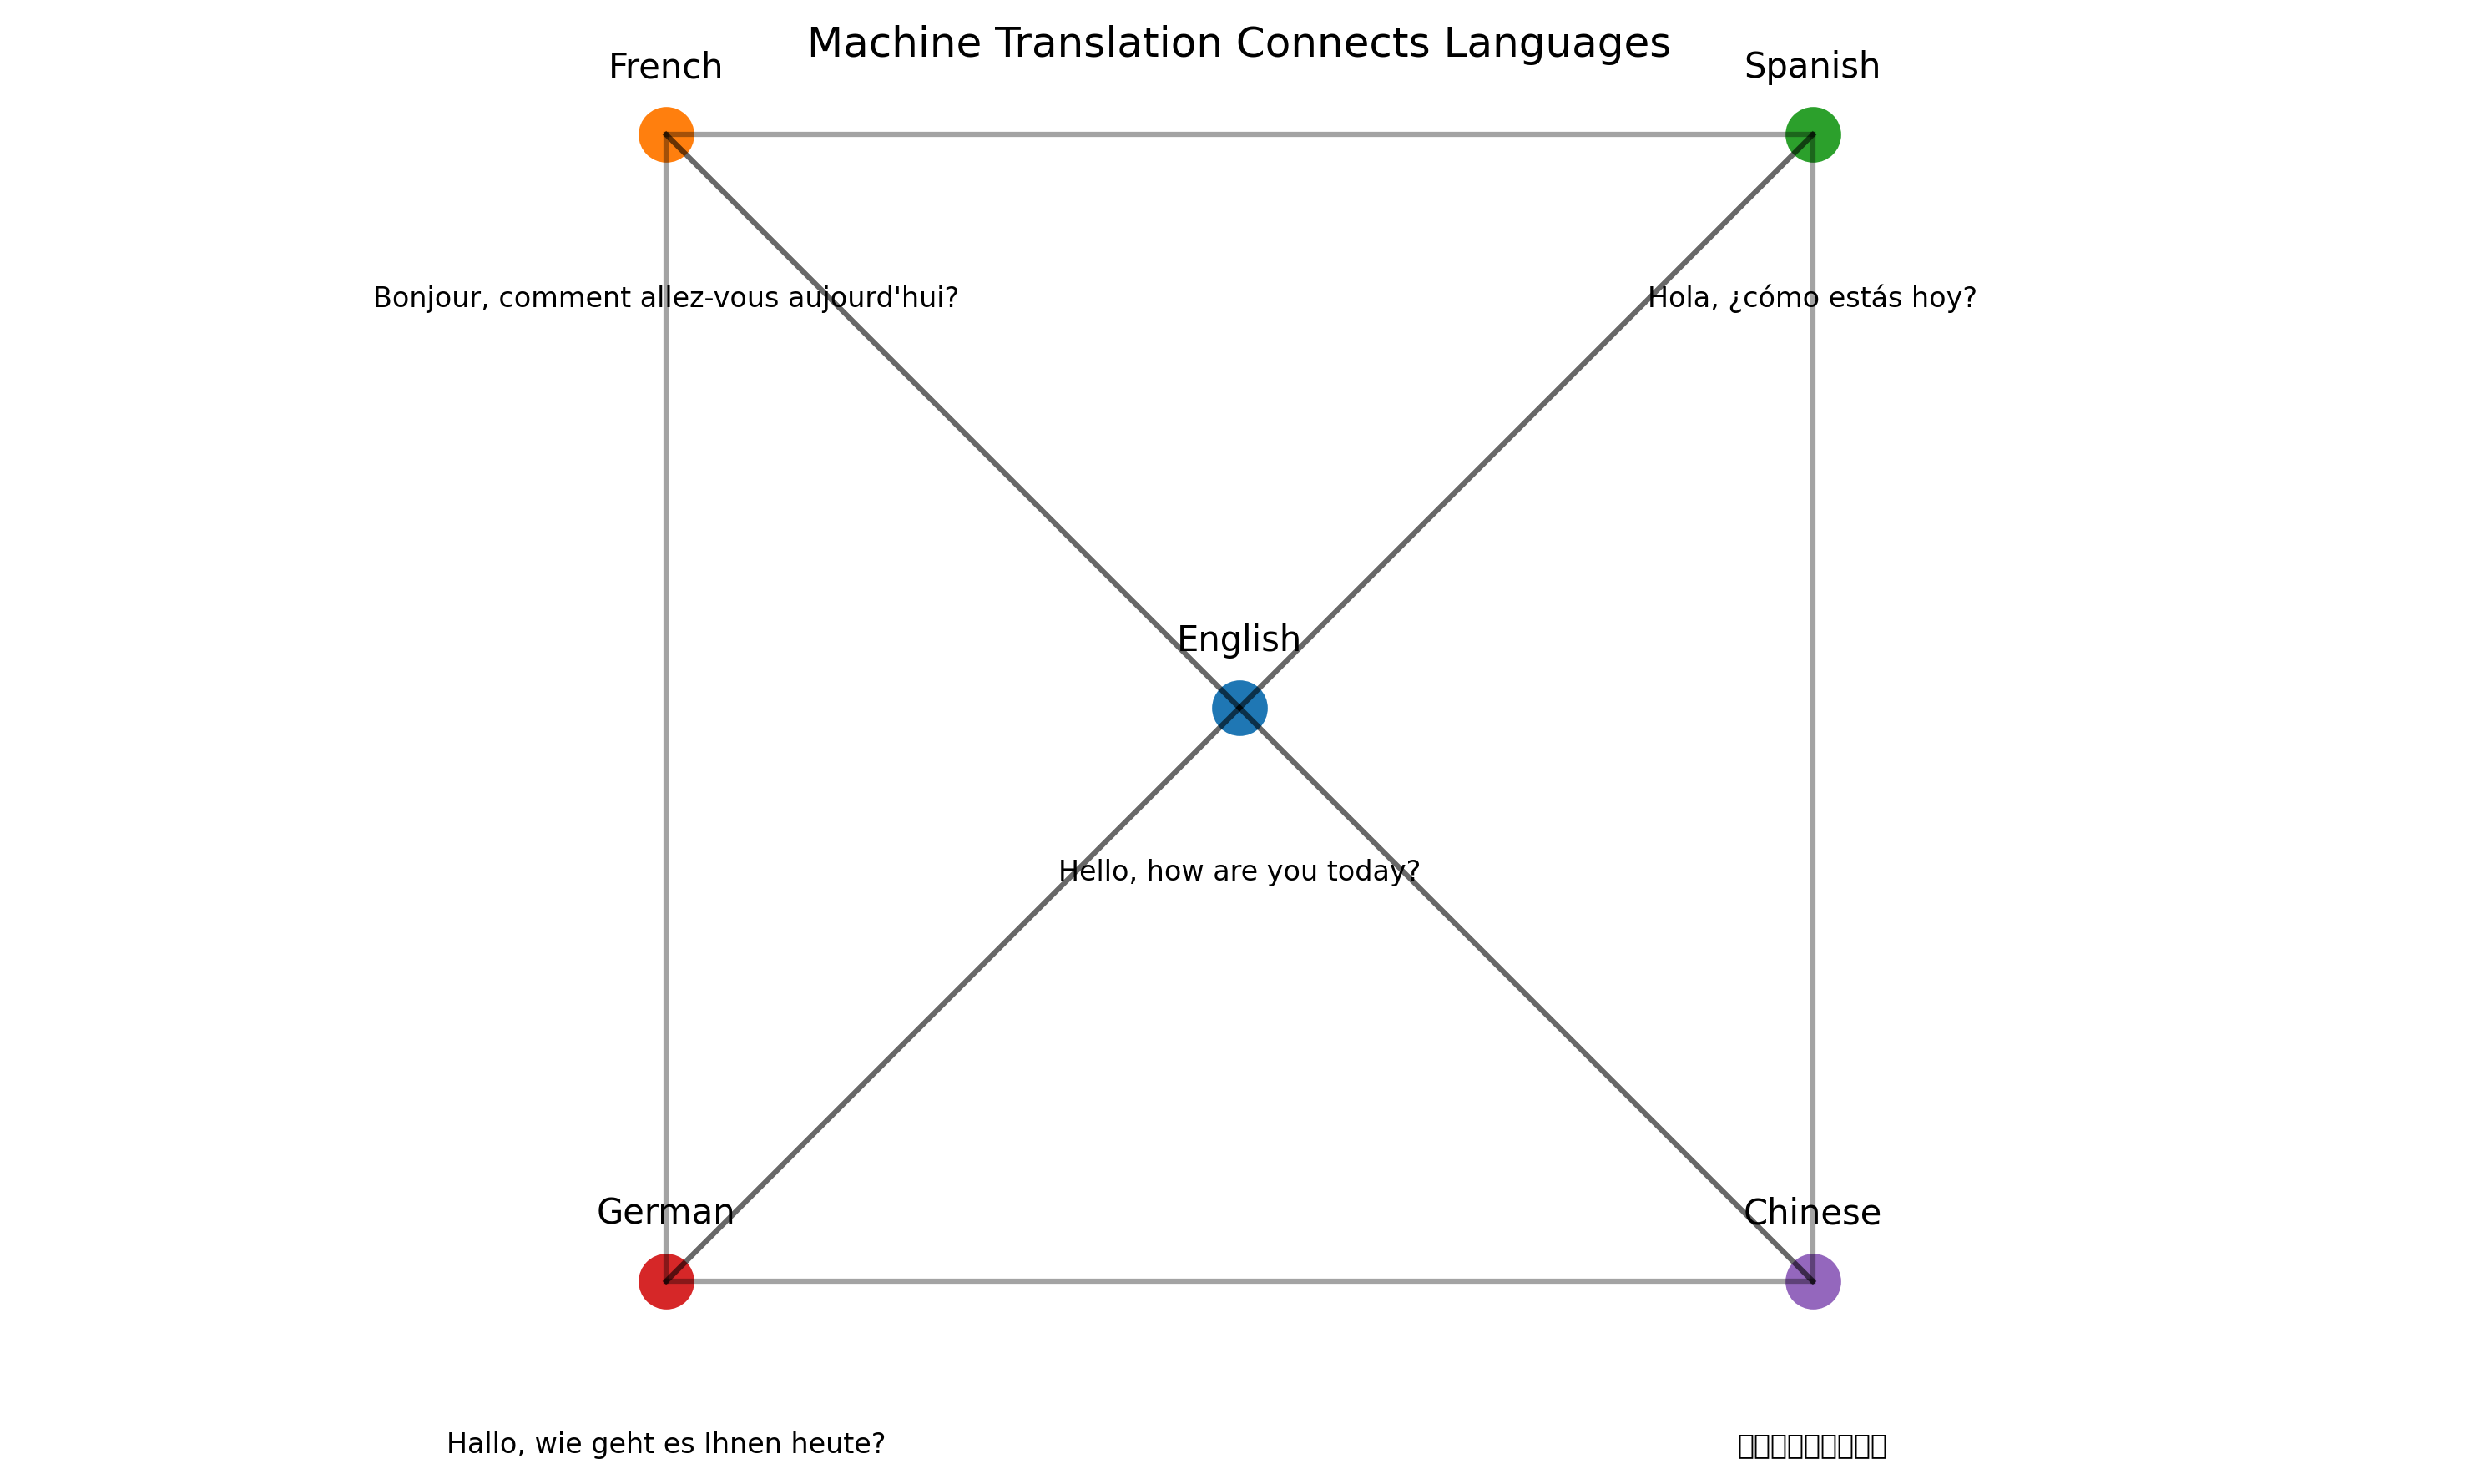 Machine Translation Connects Languages
French
Spanish
Bonjour, comment allez-vous aujourd'hui?
Hola, ¿cómo estás hoy?
English
Hello, how are you today?
German
Chinese
Hallo, wie geht es Ihnen heute?